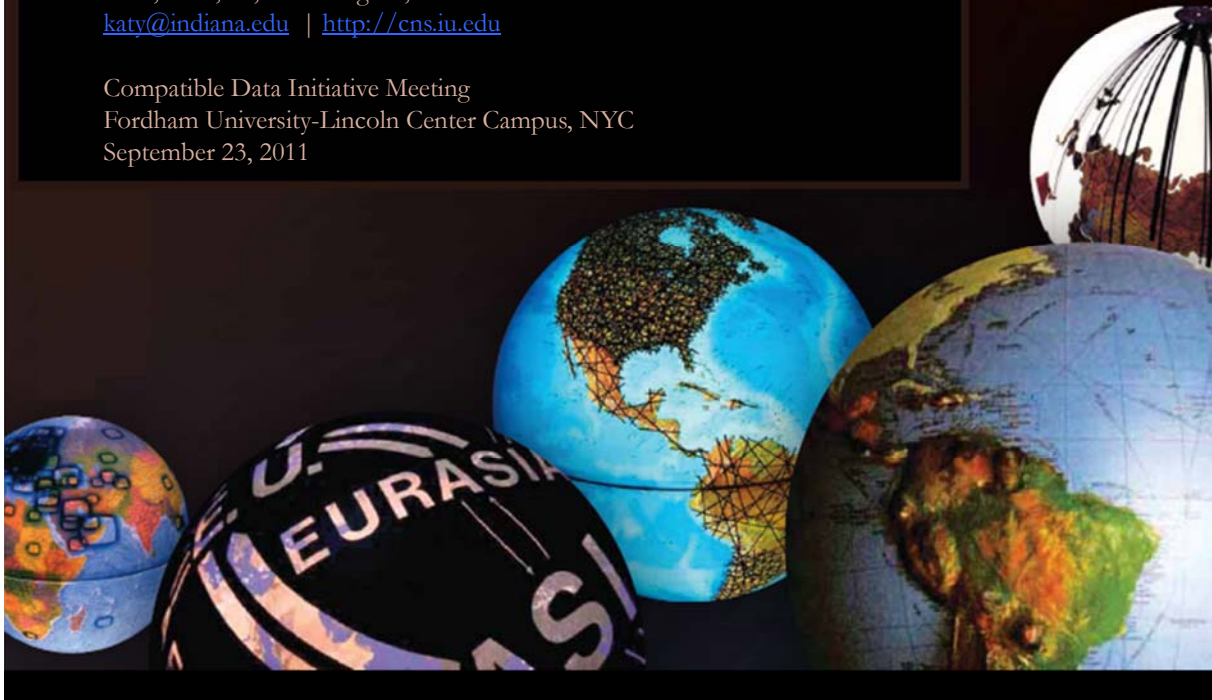 katy@indiana.edu | http://cns.iu.edu
Compatible Data Initiative Meeting
Fordham University-Lincoln Center Campus, NYC
September 23, 2011
E. U.
EURASIA